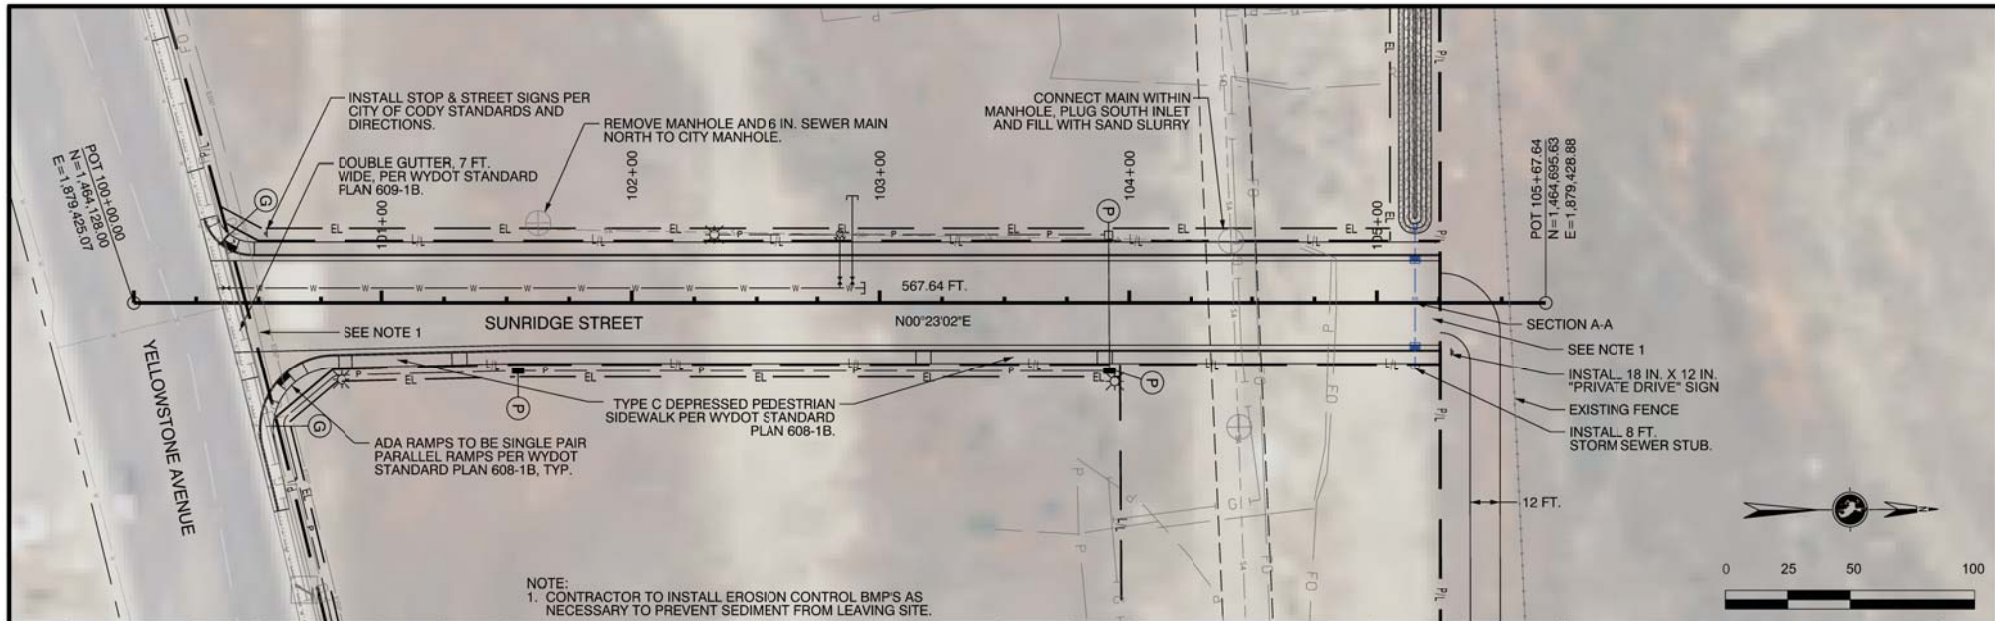 INSTALL STOP & STREET SIGNS PER
CITY OF CODY STANDARDS AND
DIRECTIONS.
REMOVE MANHOLE AND 6 IN. SEWER MAIN
NORTH TO CITY MANHOLE.
CONNECT MAIN WITHIN
MANHOLE, PLUG SOUTH INLET
AND FILL WITH SAND SLURRY
DOUBLE GUTTER, 7 FT.
WIDE, PER WYDOT STANDARD
PLAN 609-1B.
POT 100+00.00
N=1,464,128.00
E=1,879,425.07
POT 105+67.64
N=1,464,695.63
E=1,879,428.88
101+00
102+00
103+00
104+00
105+00
G
P
EL EL EL EL EL EL EL
L/L L/L L/L L/L L/L
W W W W W W W W W W
567.64 FT.
SEE NOTE 1
SUNRIDGE STREET
N00°23'02"E
SECTION A-A
SEE NOTE 1
INSTALL 18 IN. X 12 IN.
"PRIVATE DRIVE" SIGN
EXISTING FENCE
INSTALL 8 FT.
STORM SEWER STUB.
YELLOWSTONE AVENUE
TYPE C DEPRESSED PEDESTRIAN
SIDEWALK PER WYDOT STANDARD
PLAN 608-1B.
P
P
G
ADA RAMPS TO BE SINGLE PAIR
PARALLEL RAMPS PER WYDOT
STANDARD PLAN 608-1B, TYP.
12 FT.
N
NOTE:
1. CONTRACTOR TO INSTALL EROSION CONTROL BMP'S AS
NECESSARY TO PREVENT SEDIMENT FROM LEAVING SITE.
0 25 50 100